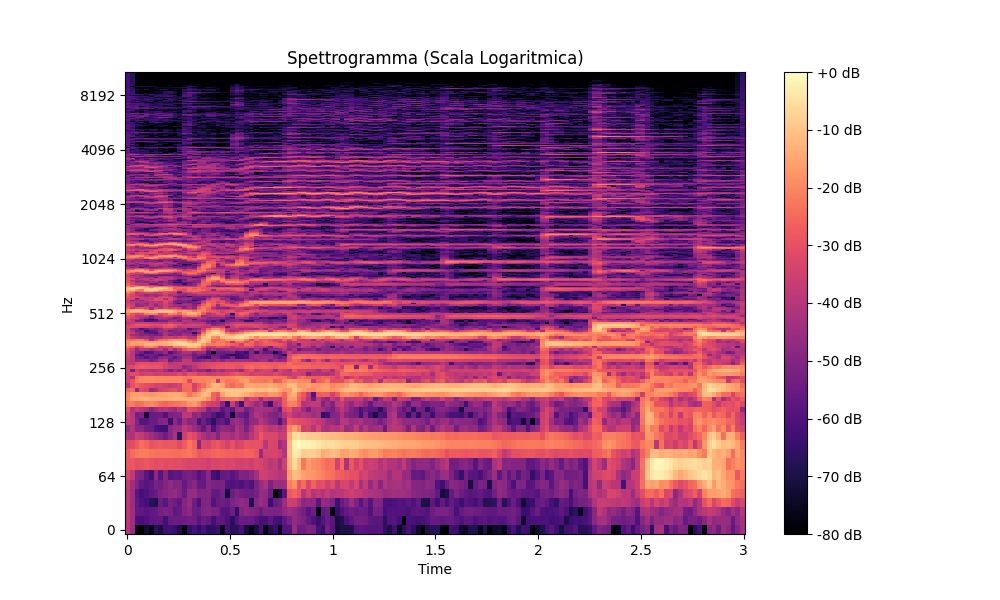 Spettrogramma (Scala Logaritmica)
Hz
8192
4096
2048
1024
512
256
128
64
0
0 0.5 1 1.5 2 2.5 3
Time
+0 dB
-10 dB
-20 dB
-30 dB
-40 dB
-50 dB
-60 dB
-70 dB
-80 dB